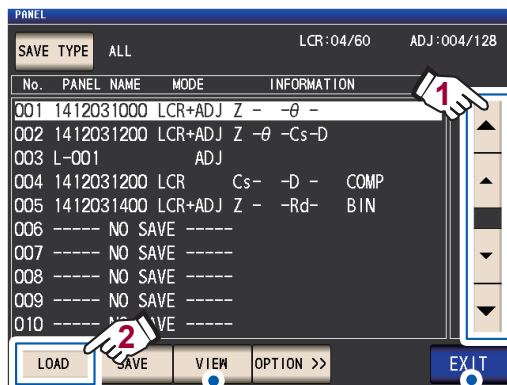 PANEL
SAVE TYPE ALL LCR:04/60 ADJ:004/128
No. PANEL NAME MODE INFORMATION
001 1412031000 LCR+ADJ Z - -θ -
002 1412031200 LCR+ADJ Z -θ -Cs-D
003 L-001 ADJ
004 1412031200 LCR Cs- -D - COMP
005 1412031400 LCR+ADJ Z - -Rd- BIN
006 ----- NO SAVE -----
007 ----- NO SAVE -----
008 ----- NO SAVE -----
009 ----- NO SAVE -----
010 ----- NO SAVE -----
1
2
LOAD SAVE VIEW OPTION >> EXIT